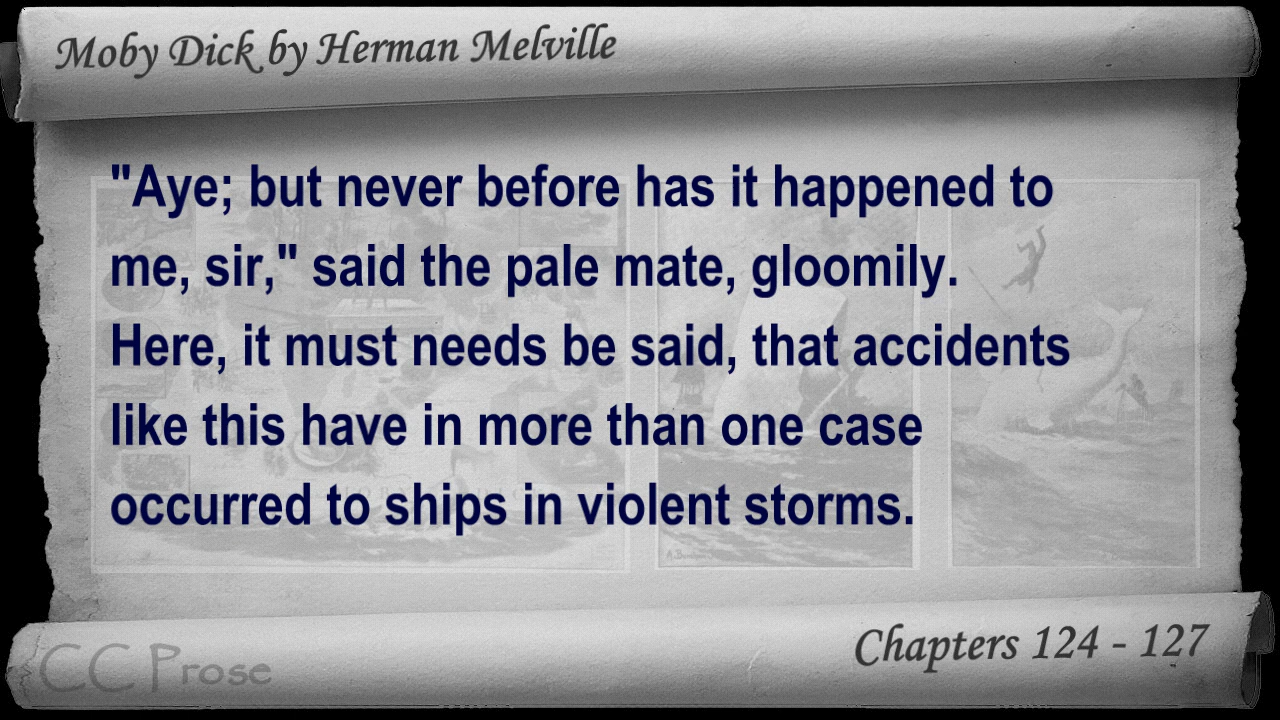 Moby Dick by Herman Melville
"Aye; but never before has it happened to
me, sir," said the pale mate, gloomily.
Here, it must needs be said, that accidents
like this have in more than one case
occurred to ships in violent storms.
CC Prose
Chapters 124 - 127